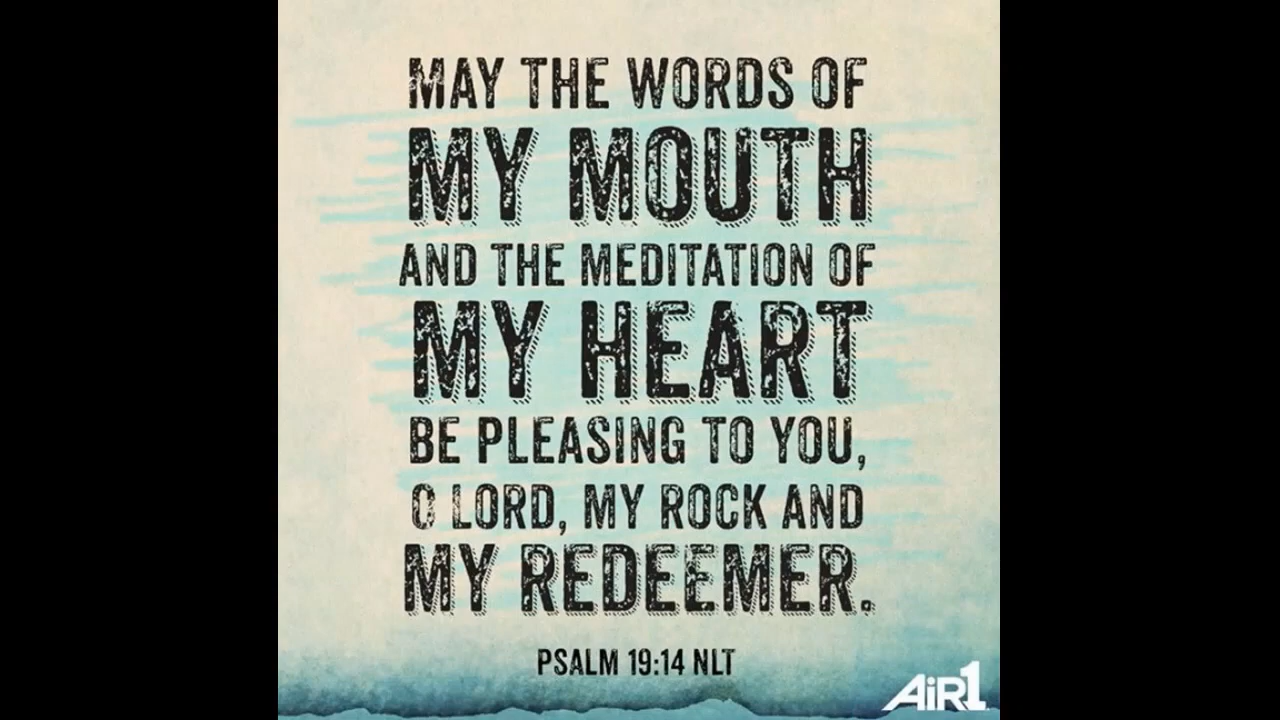 MAY THE WORDS OF
MY MOUTH
AND THE MEDITATION OF
MY HEART
BE PLEASING TO YOU,
O LORD, MY ROCK AND
MY REDEEMER.
PSALM 19:14 NLT
AiR1